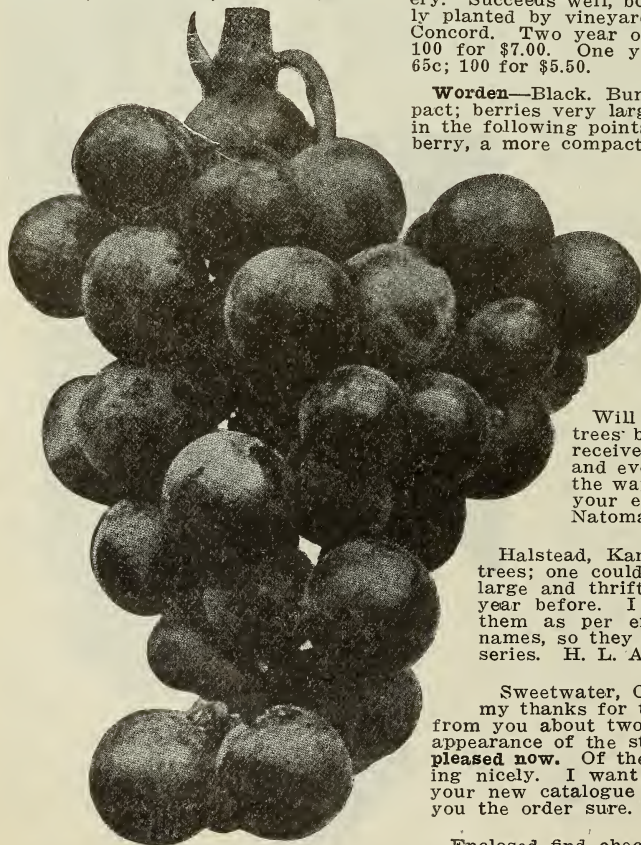 ery. Succeeds well, bo
ly planted by vineyar
Concord. Two year o
100 for $7.00. One y
65c; 100 for $5.50.
Worden—Black. Bun
pact; berries very larg
in the following point
berry, a more compact
Will
trees b
receive
and eve
the wa
your e
Natoma
Halstead, Kan
trees; one could
large and thrift
year before. I
them as per e
names, so they
series. H. L. A
Sweetwater, O
my thanks for t
from you about two
appearance of the st
pleased now. Of the
ing nicely. I want
your new catalogue
you the order sure.
Enclosed find chec